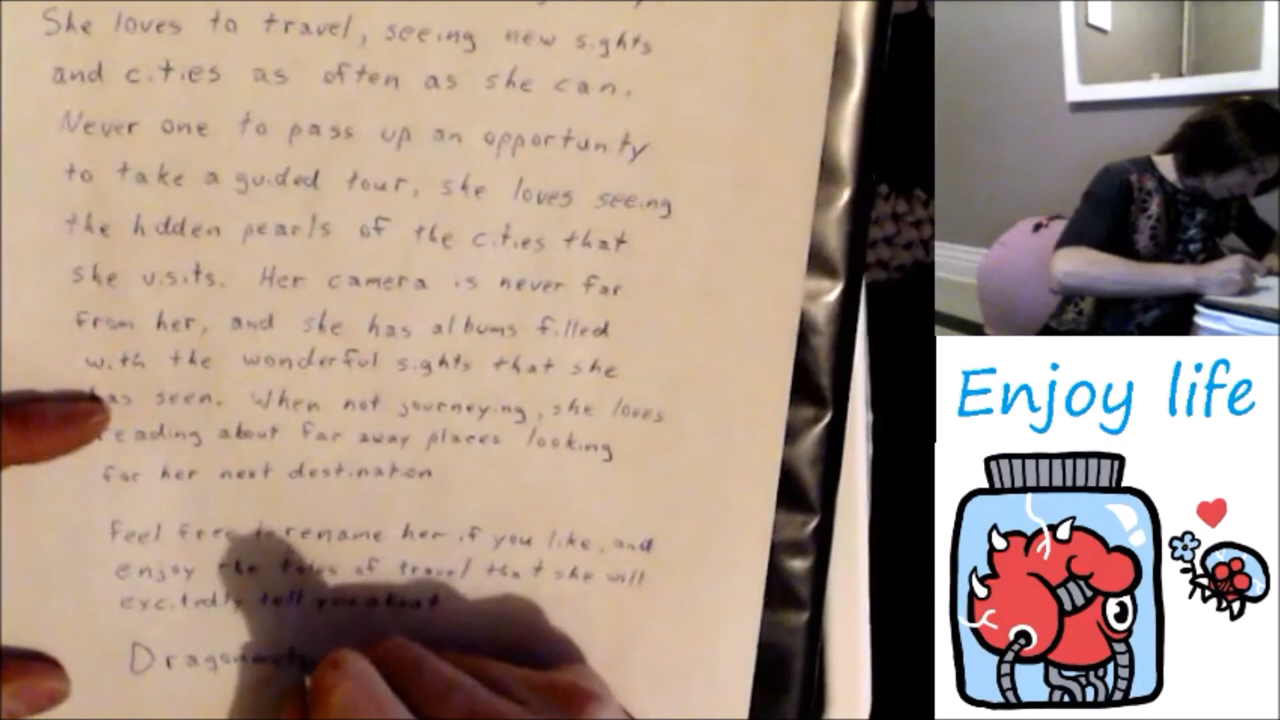 She loves to travel, seeing new sights
and cities as often as she can.
Never one to pass up an opportunity
to take a guided tour, she loves seeing
the hidden pearls of the cities that
she visits. Her camera is never far
from her, and she has albums filled
with the wonderful sights that she
has seen. When not journeying, she loves
reading about far away places looking
for her next destination
Feel free to rename her if you like, and
enjoy the tales of travel that she will
excitedly tell you about
Enjoy life